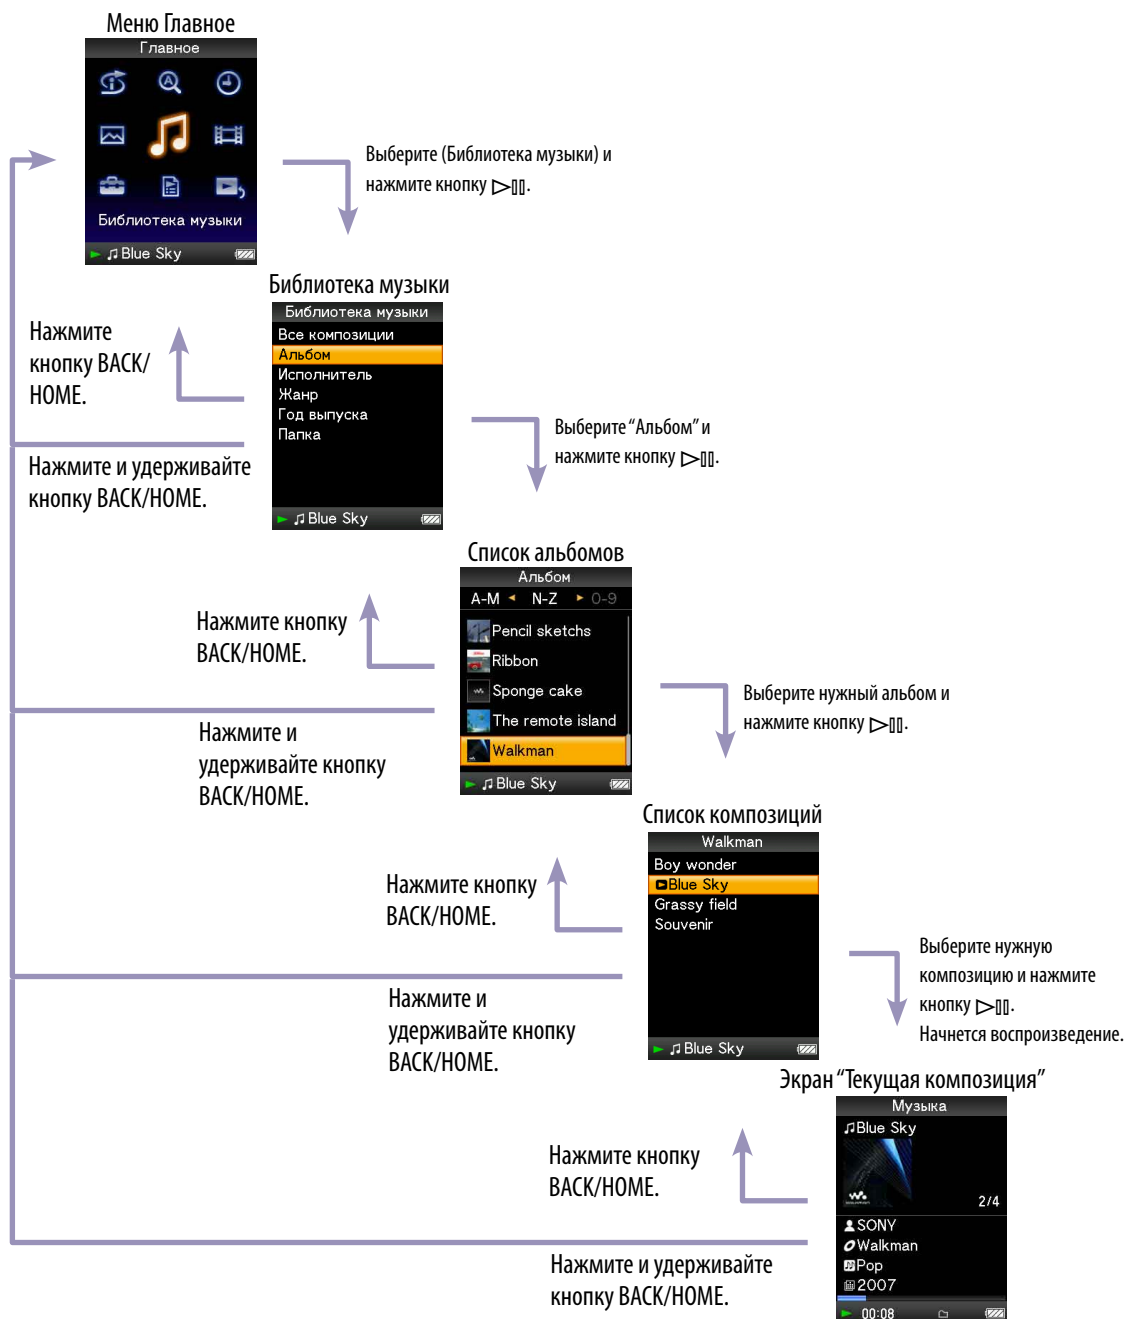 Меню Главное
Главное
Библиотека музыки
Blue Sky
Выберите (Библиотека музыки) и
нажмите кнопку ▷▯▯.
Библиотека музыки
Библиотека музыки
Все композиции
Альбом
Исполнитель
Жанр
Год выпуска
Папка
Blue Sky
Нажмите
кнопку BACK/
HOME.
Нажмите и удерживайте
кнопку BACK/HOME.
Выберите “Альбом” и
нажмите кнопку ▷▯▯.
Список альбомов
Альбом
A-M N-Z 0-9
Pencil sketchs
Ribbon
Sponge cake
The remote island
Walkman
Blue Sky
Нажмите кнопку
BACK/HOME.
Нажмите и
удерживайте кнопку
BACK/HOME.
Выберите нужный альбом и
нажмите кнопку ▷▯▯.
Список композиций
Walkman
Boy wonder
Blue Sky
Grassy field
Souvenir
Blue Sky
Нажмите кнопку
BACK/HOME.
Нажмите и
удерживайте кнопку
BACK/HOME.
Выберите нужную
композицию и нажмите
кнопку ▷▯▯.
Начнется воспроизведение.
Экран “Текущая композиция”
Музыка
Blue Sky
2/4
SONY
Walkman
Pop
2007
00:08
Нажмите кнопку
BACK/HOME.
Нажмите и удерживайте
кнопку BACK/HOME.